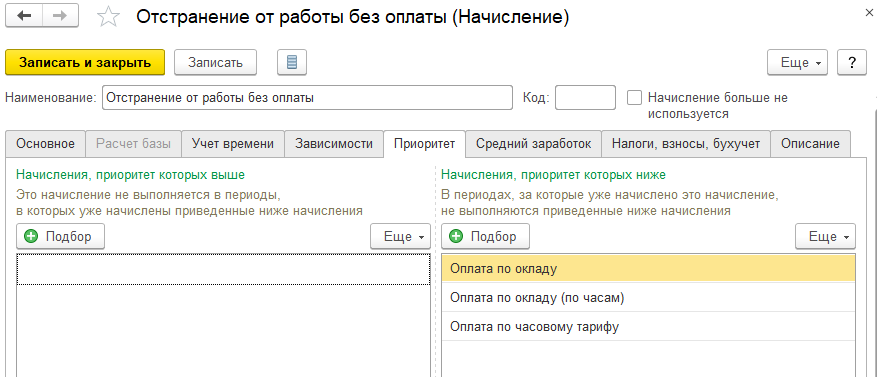 Отстранение от работы без оплаты (Начисление)
Записать и закрыть Записать Еще ?
Наименование: Отстранение от работы без оплаты Код: Начисление больше не
используется
Основное Расчет базы Учет времени Зависимости Приоритет Средний заработок Налоги, взносы, бухучет Описание
Начисления, приоритет которых выше
Это начисление не выполняется в периоды,
в которых уже начислены приведенные ниже начисления
Подбор Еще
Начисления, приоритет которых ниже
В периодах, за которые уже начислено это начисление,
не выполняются приведенные ниже начисления
Подбор Еще
Оплата по окладу
Оплата по окладу (по часам)
Оплата по часовому тарифу